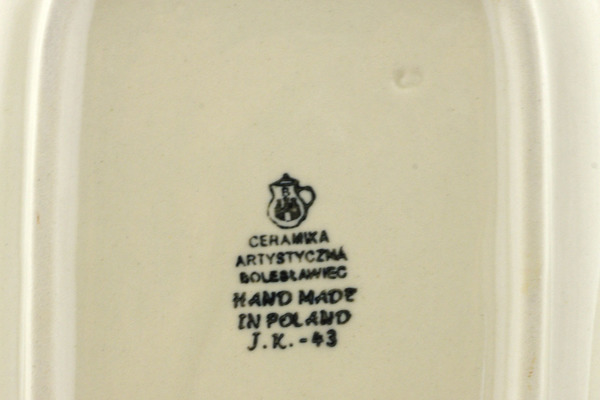 B
CERAMIKA
ARTYSTYCZNA
BOLESŁAWIEC
HAND MADE
IN POLAND
J.K.-43